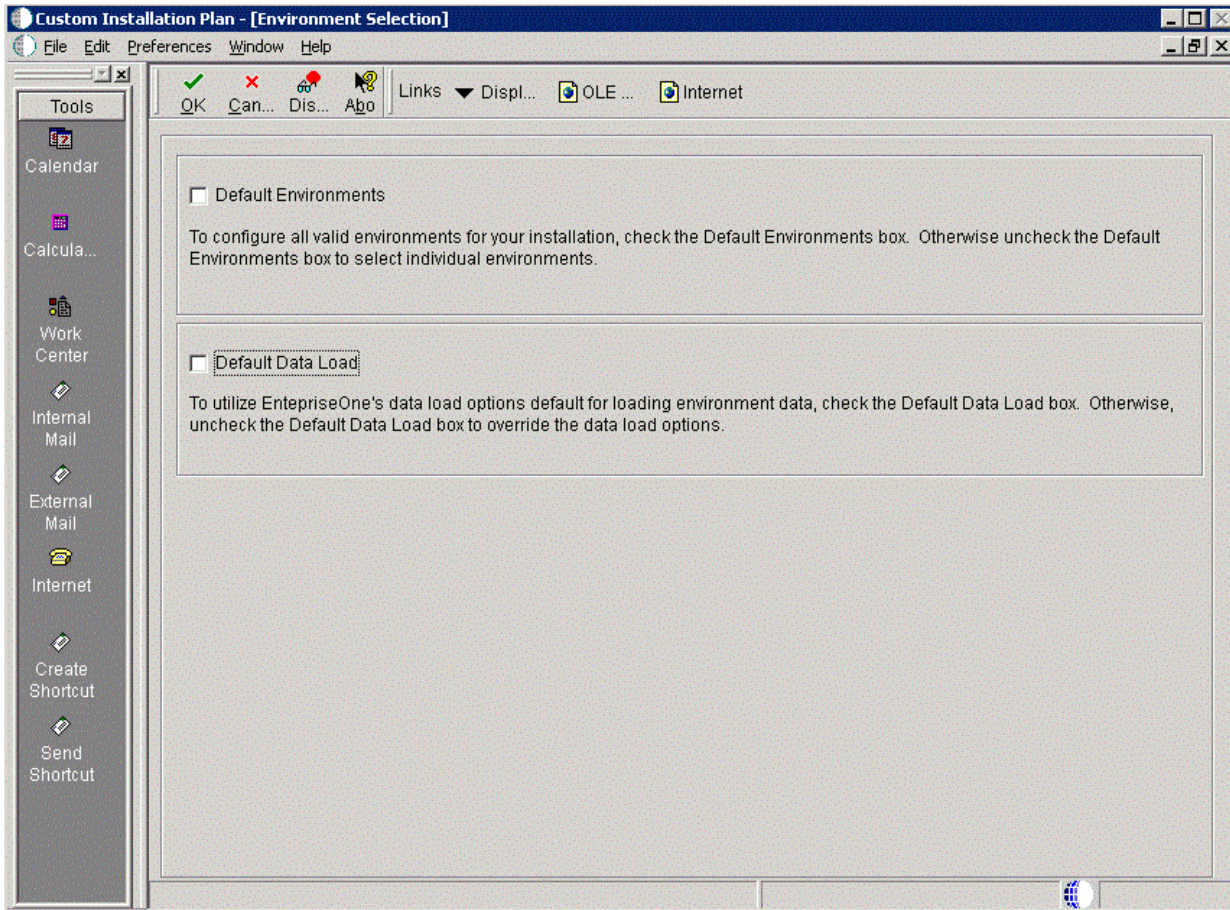 Custom Installation Plan - [Environment Selection]
File Edit Preferences Window Help
Tools
OK Can... Dis... Abo Links Displ... OLE ... Internet
Calendar
Calcula...
Work
Center
Internal
Mail
External
Mail
Internet
Create
Shortcut
Send
Shortcut
Default Environments
To configure all valid environments for your installation, check the Default Environments box. Otherwise uncheck the Default
Environments box to select individual environments.
Default Data Load
To utilize EntepriseOne's data load options default for loading environment data, check the Default Data Load box. Otherwise,
uncheck the Default Data Load box to override the data load options.